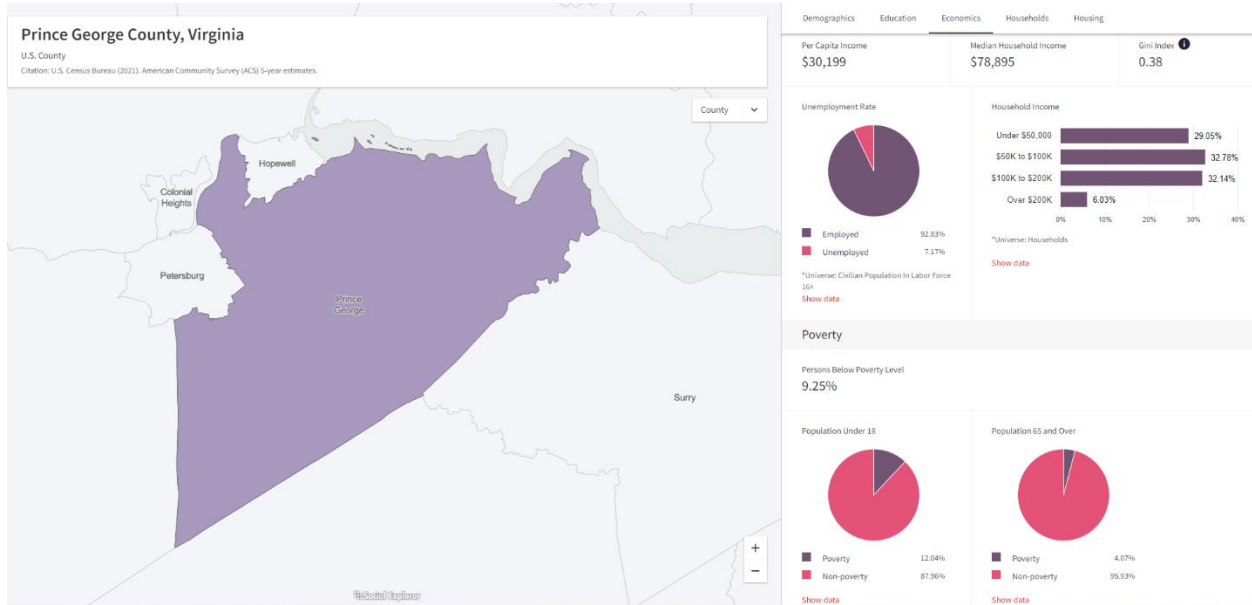 Prince George County, Virginia
U.S. County
Citation: U.S. Census Bureau (2021). American Community Survey (ACS) 5-year estimates.
County
Hopewell
Colonial
Heights
Petersburg
Prince
George
Surry
+
−
Social Explorer
Demographics Education Economics Households Housing
Per Capita Income
$30,199
Median Household Income
$78,895
Gini Index i
0.38
Unemployment Rate
Employed 92.83%
Unemployed 7.17%
*Universe: Civilian Population In Labor Force
16+
Show data
Household Income
Under $50,000 29.05%
$50K to $100K 32.78%
$100K to $200K 32.14%
Over $200K 6.03%
0% 10% 20% 30% 40%
*Universe: Households
Show data
Poverty
Persons Below Poverty Level
9.25%
Population Under 18
Poverty 12.04%
Non-poverty 87.96%
Show data
Population 65 and Over
Poverty 4.07%
Non-poverty 95.93%
Show data